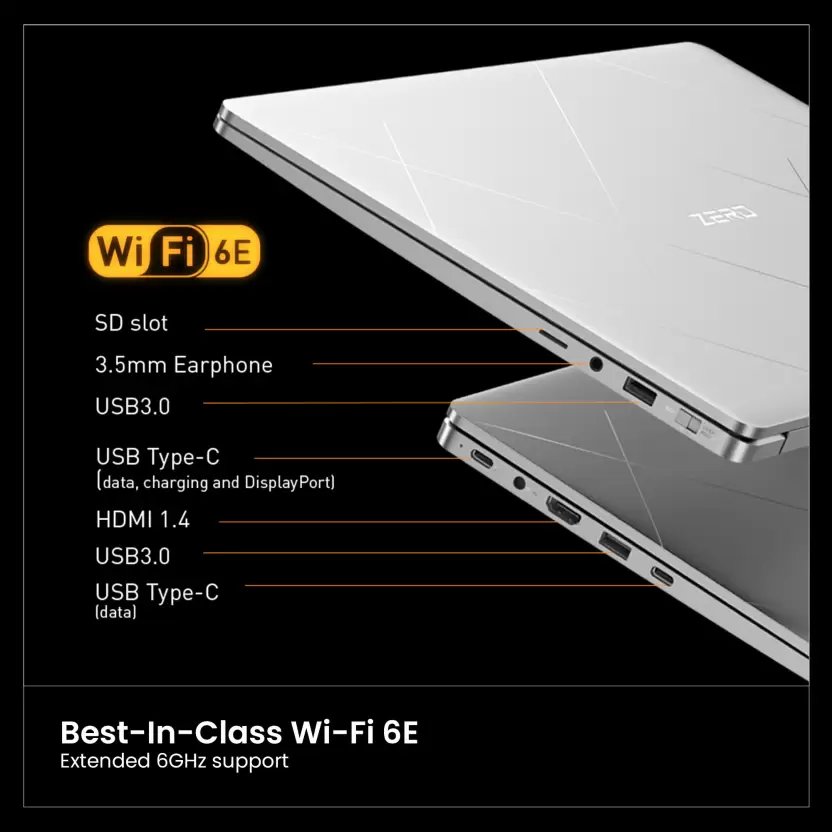 ZERO
Wi Fi 6E
SD slot
3.5mm Earphone
USB3.0
USB Type-C
(data, charging and DisplayPort)
HDMI 1.4
USB3.0
USB Type-C
(data)
Best-In-Class Wi-Fi 6E
Extended 6GHz support